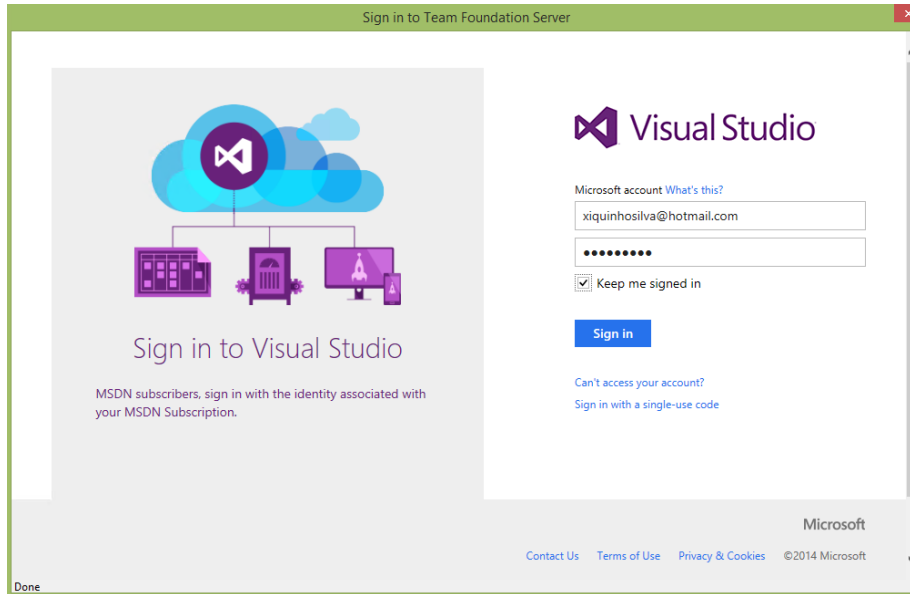 Sign in to Team Foundation Server
Visual Studio
Microsoft account What's this?
xiquinhosilva@hotmail.com
●●●●●●●●●
Keep me signed in
Sign in
Can't access your account?
Sign in with a single-use code
Sign in to Visual Studio
MSDN subscribers, sign in with the identity associated with
your MSDN Subscription.
Microsoft
Contact Us Terms of Use Privacy & Cookies ©2014 Microsoft
Done